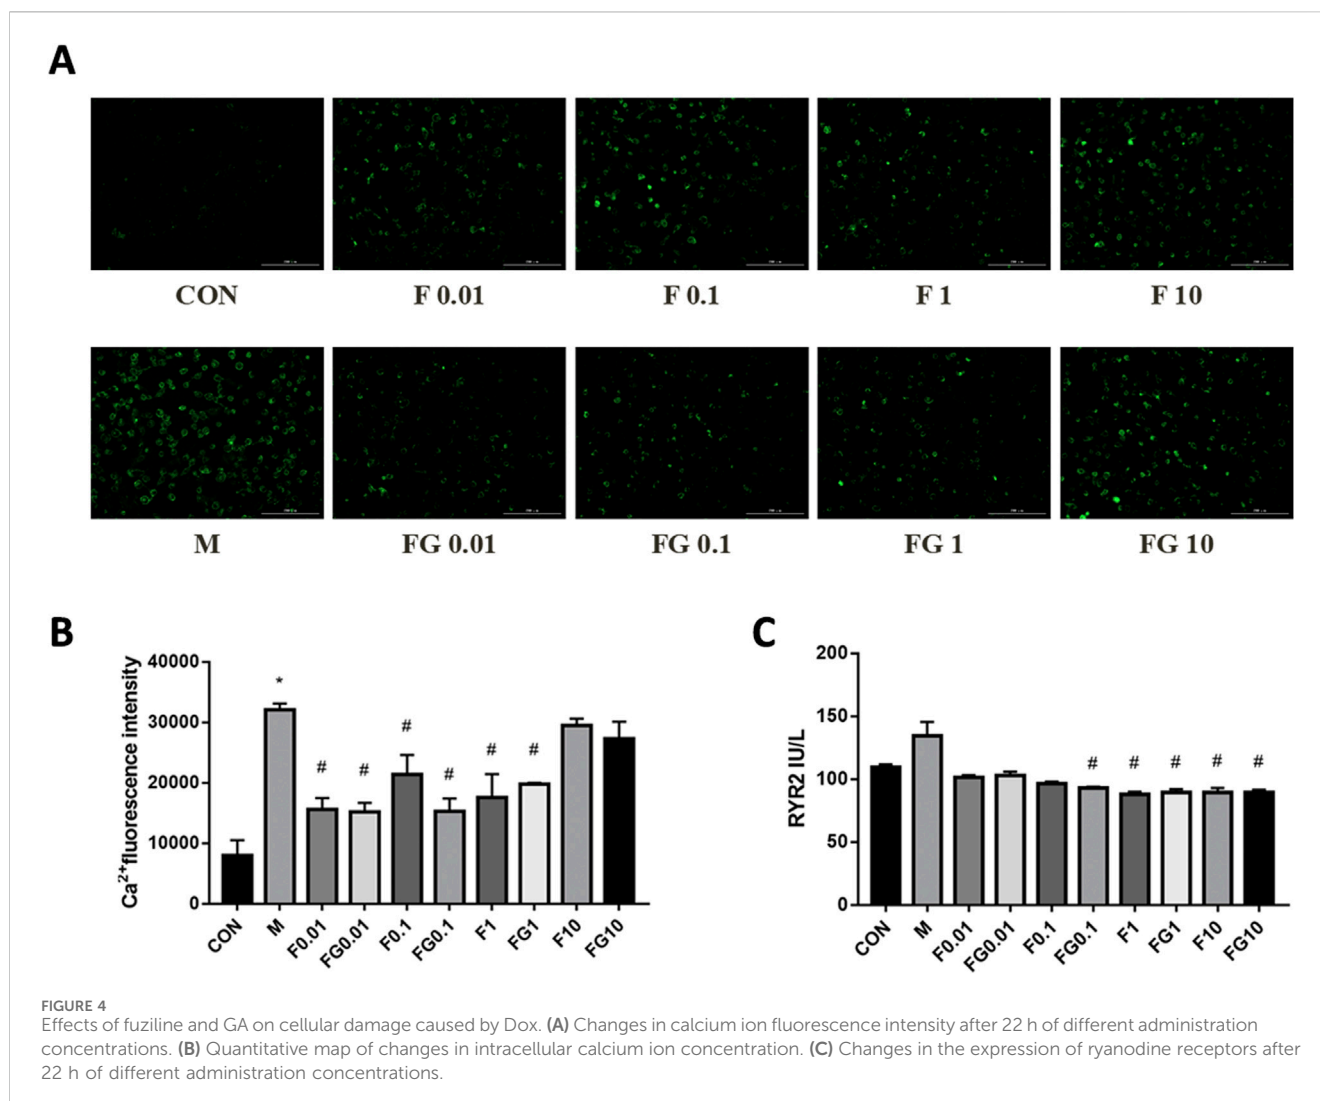 A
CON
F 0.01
F 0.1
F 1
F 10
M
FG 0.01
FG 0.1
FG 1
FG 10
B
Ca²⁺fluorescence intensity
40000
30000
20000
10000
0
*
#
#
#
#
#
#
CON
M
F0.01
FG0.01
F0.1
FG0.1
F1
FG1
F10
FG10
C
RYR2 IU/L
200
150
100
50
0
#
#
#
#
#
CON
M
F0.01
FG0.01
F0.1
FG0.1
F1
FG1
F10
FG10
FIGURE 4
Effects of fuziline and GA on cellular damage caused by Dox. (A) Changes in calcium ion fluorescence intensity after 22 h of different administration
concentrations. (B) Quantitative map of changes in intracellular calcium ion concentration. (C) Changes in the expression of ryanodine receptors after
22 h of different administration concentrations.